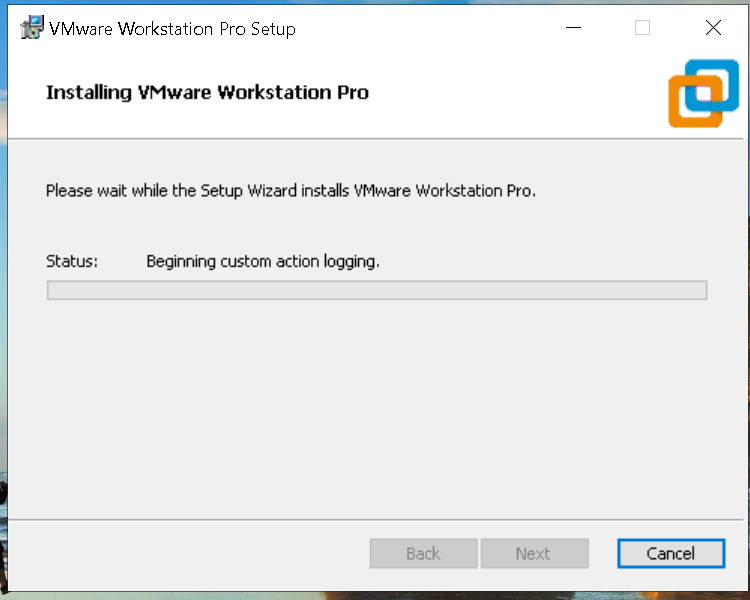 VMware Workstation Pro Setup
Installing VMware Workstation Pro
Please wait while the Setup Wizard installs VMware Workstation Pro.
Status: Beginning custom action logging.
Back Next Cancel